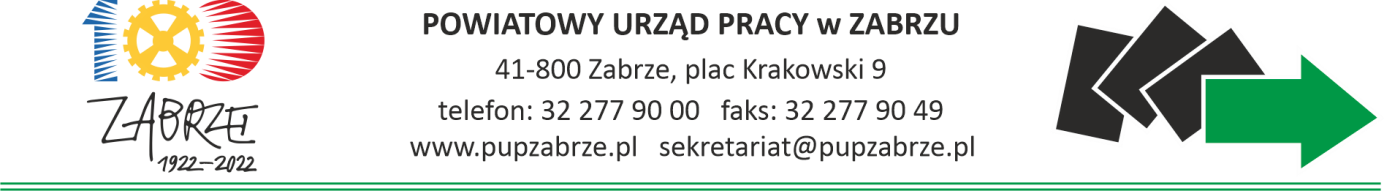 100
ZABRZE
1922-2022
POWIATOWY URZĄD PRACY w ZABRZU
41-800 Zabrze, plac Krakowski 9
telefon: 32 277 90 00 faks: 32 277 90 49
www.pupzabrze.pl sekretariat@pupzabrze.pl